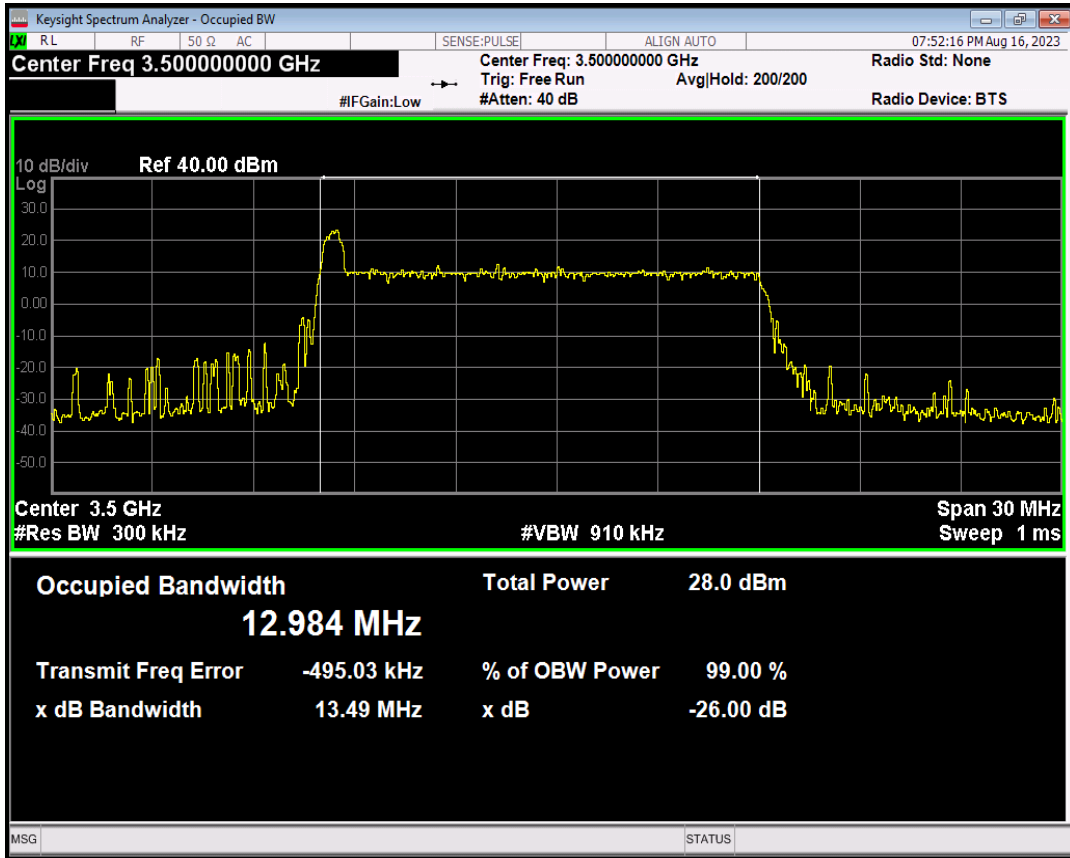 Keysight Spectrum Analyzer - Occupied BW
LXI RL RF 50 Ω AC SENSE:PULSE ALIGN AUTO 07:52:16 PM Aug 16, 2023
Center Freq 3.500000000 GHz Center Freq: 3.500000000 GHz Radio Std: None
Trig: Free Run Avg|Hold: 200/200
#IFGain:Low #Atten: 40 dB Radio Device: BTS
10 dB/div Ref 40.00 dBm
Log
30.0
20.0
10.0
0.00
-10.0
-20.0
-30.0
-40.0
-50.0
Center 3.5 GHz Span 30 MHz
#Res BW 300 kHz #VBW 910 kHz Sweep 1 ms
Occupied Bandwidth Total Power 28.0 dBm
12.984 MHz
Transmit Freq Error -495.03 kHz % of OBW Power 99.00 %
x dB Bandwidth 13.49 MHz x dB -26.00 dB
MSG STATUS